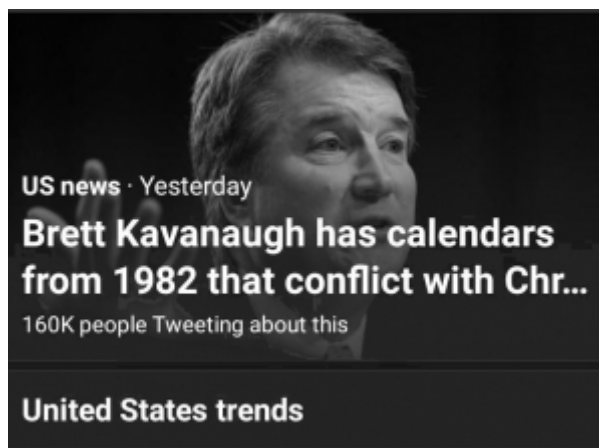 US news · Yesterday
Brett Kavanaugh has calendars
from 1982 that conflict with Chr...
160K people Tweeting about this
United States trends